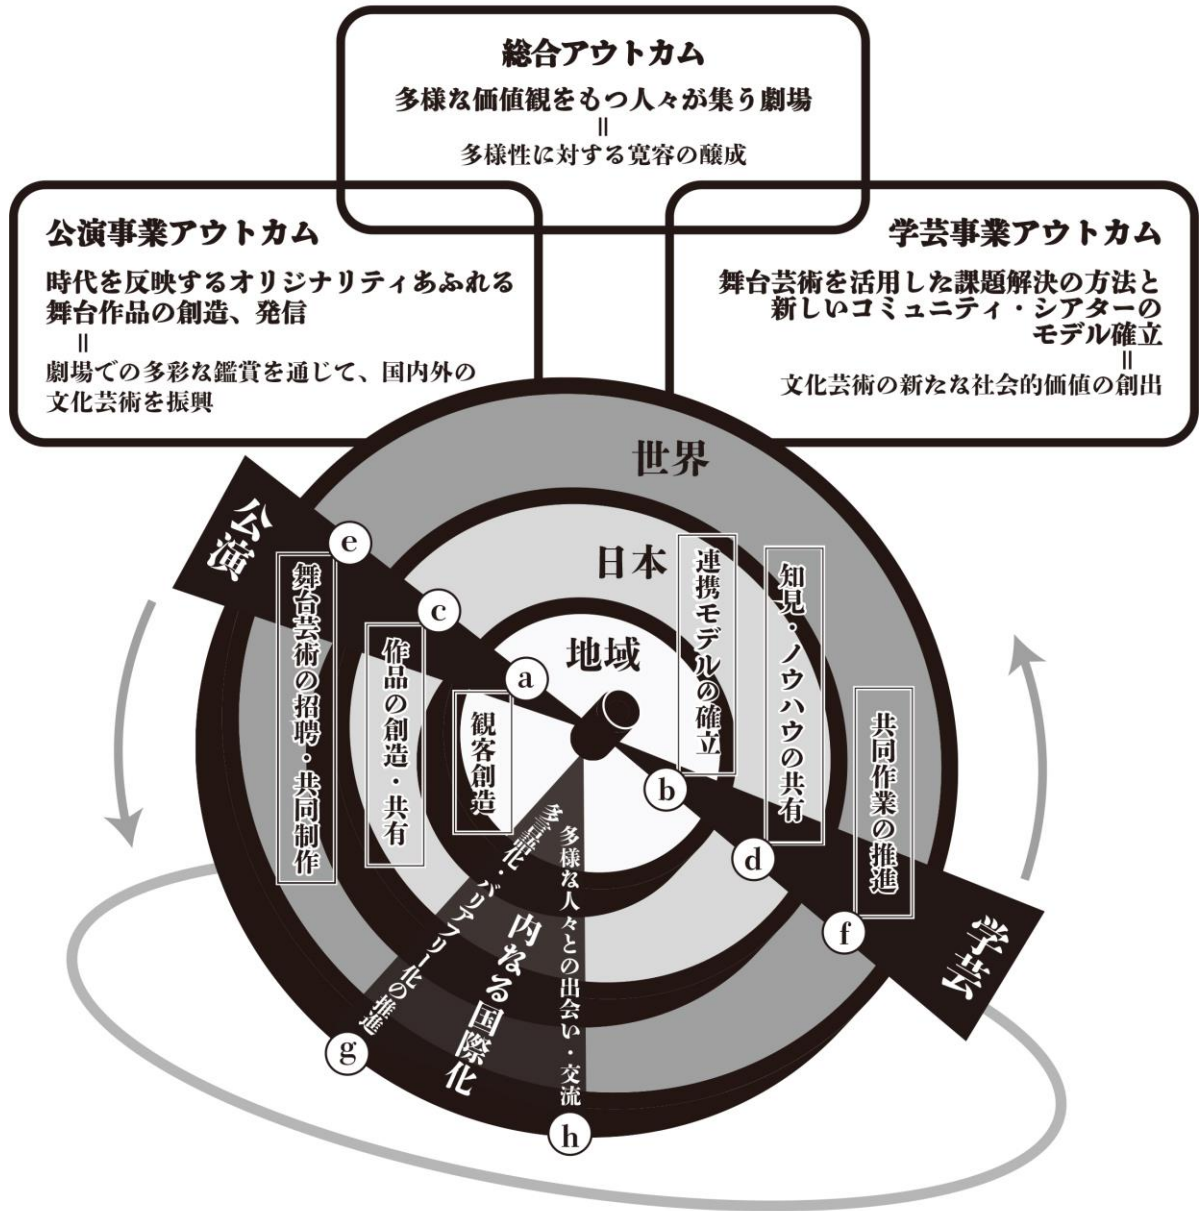 総合アウトカム
多様な価値観をもつ人々が集う劇場
=
多様性に対する寛容の醸成
公演事業アウトカム
時代を反映するオリジナリティあふれる
舞台作品の創造、発信
=
劇場での多彩な鑑賞を通じて、国内外の
文化芸術を振興
学芸事業アウトカム
舞台芸術を活用した課題解決の方法と
新しいコミュニティ・シアターの
モデル確立
=
文化芸術の新たな社会的価値の創出
世界
日本
地域
公演
e
舞台芸術の招聘・共同制作
c
作品の創造・共有
a
観客創造
連携モデルの確立
b
知見・ノウハウの共有
d
共同作業の推進
f
学芸
多言語化・バリアフリー化の推進
g
内なる国際化
多様な人々との出会い・交流
h